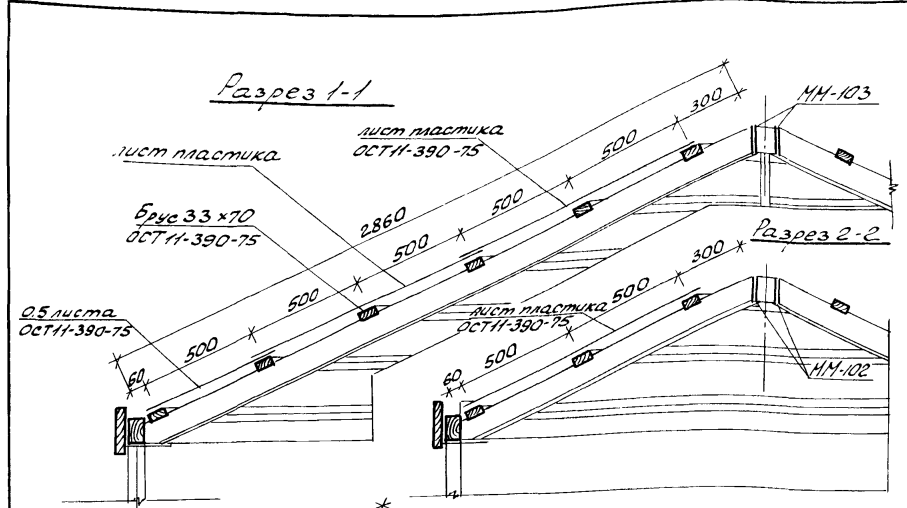 Разрез 1-1
300
ММ-103
лист пластика
ОСТ11-390-75
500
лист пластика
500
2860
Брус 33×70
ОСТ11-390-75
500
Разрез 2-2
500
300
0.5 листа
ОСТ11-390-75
500
лист пластика
ОСТ11-390-75
500
60
500
60
ММ-102